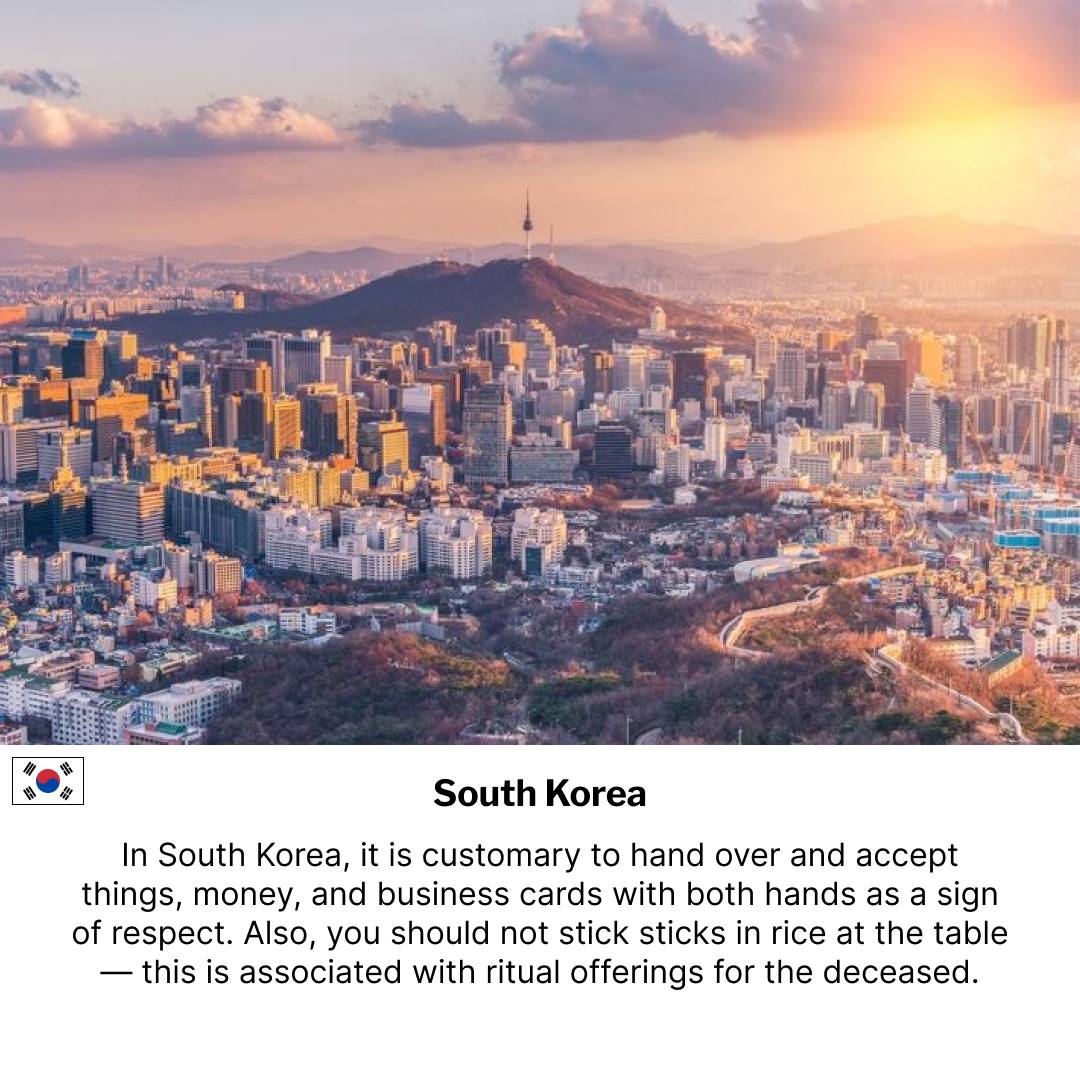 South Korea
In South Korea, it is customary to hand over and accept
things, money, and business cards with both hands as a sign
of respect. Also, you should not stick sticks in rice at the table
— this is associated with ritual offerings for the deceased.